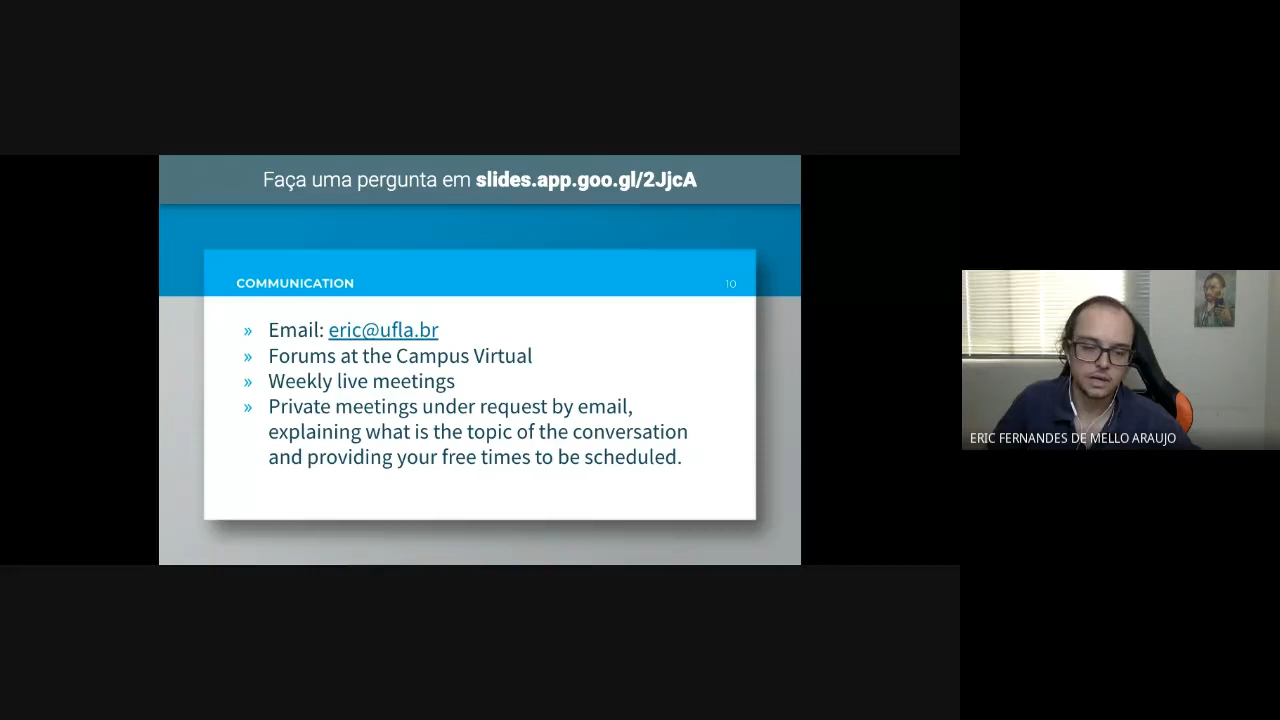 Faça uma pergunta em slides.app.goo.gl/2JjcA
COMMUNICATION 10
» Email: eric@ufla.br
» Forums at the Campus Virtual
» Weekly live meetings
» Private meetings under request by email,
explaining what is the topic of the conversation
and providing your free times to be scheduled.
ERIC FERNANDES DE MELLO ARAUJO